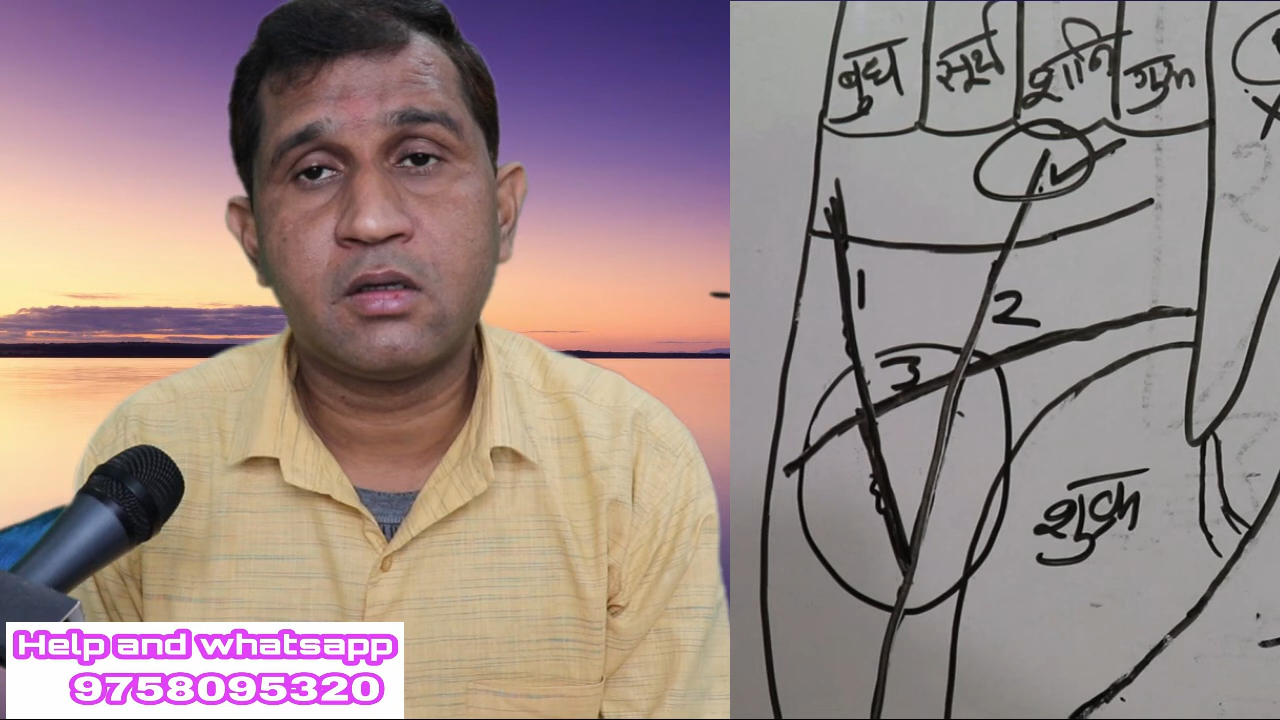 Help and whatsapp
9758095320
बुध सूर्य शनि गुरू
1
2
3
शुक्र